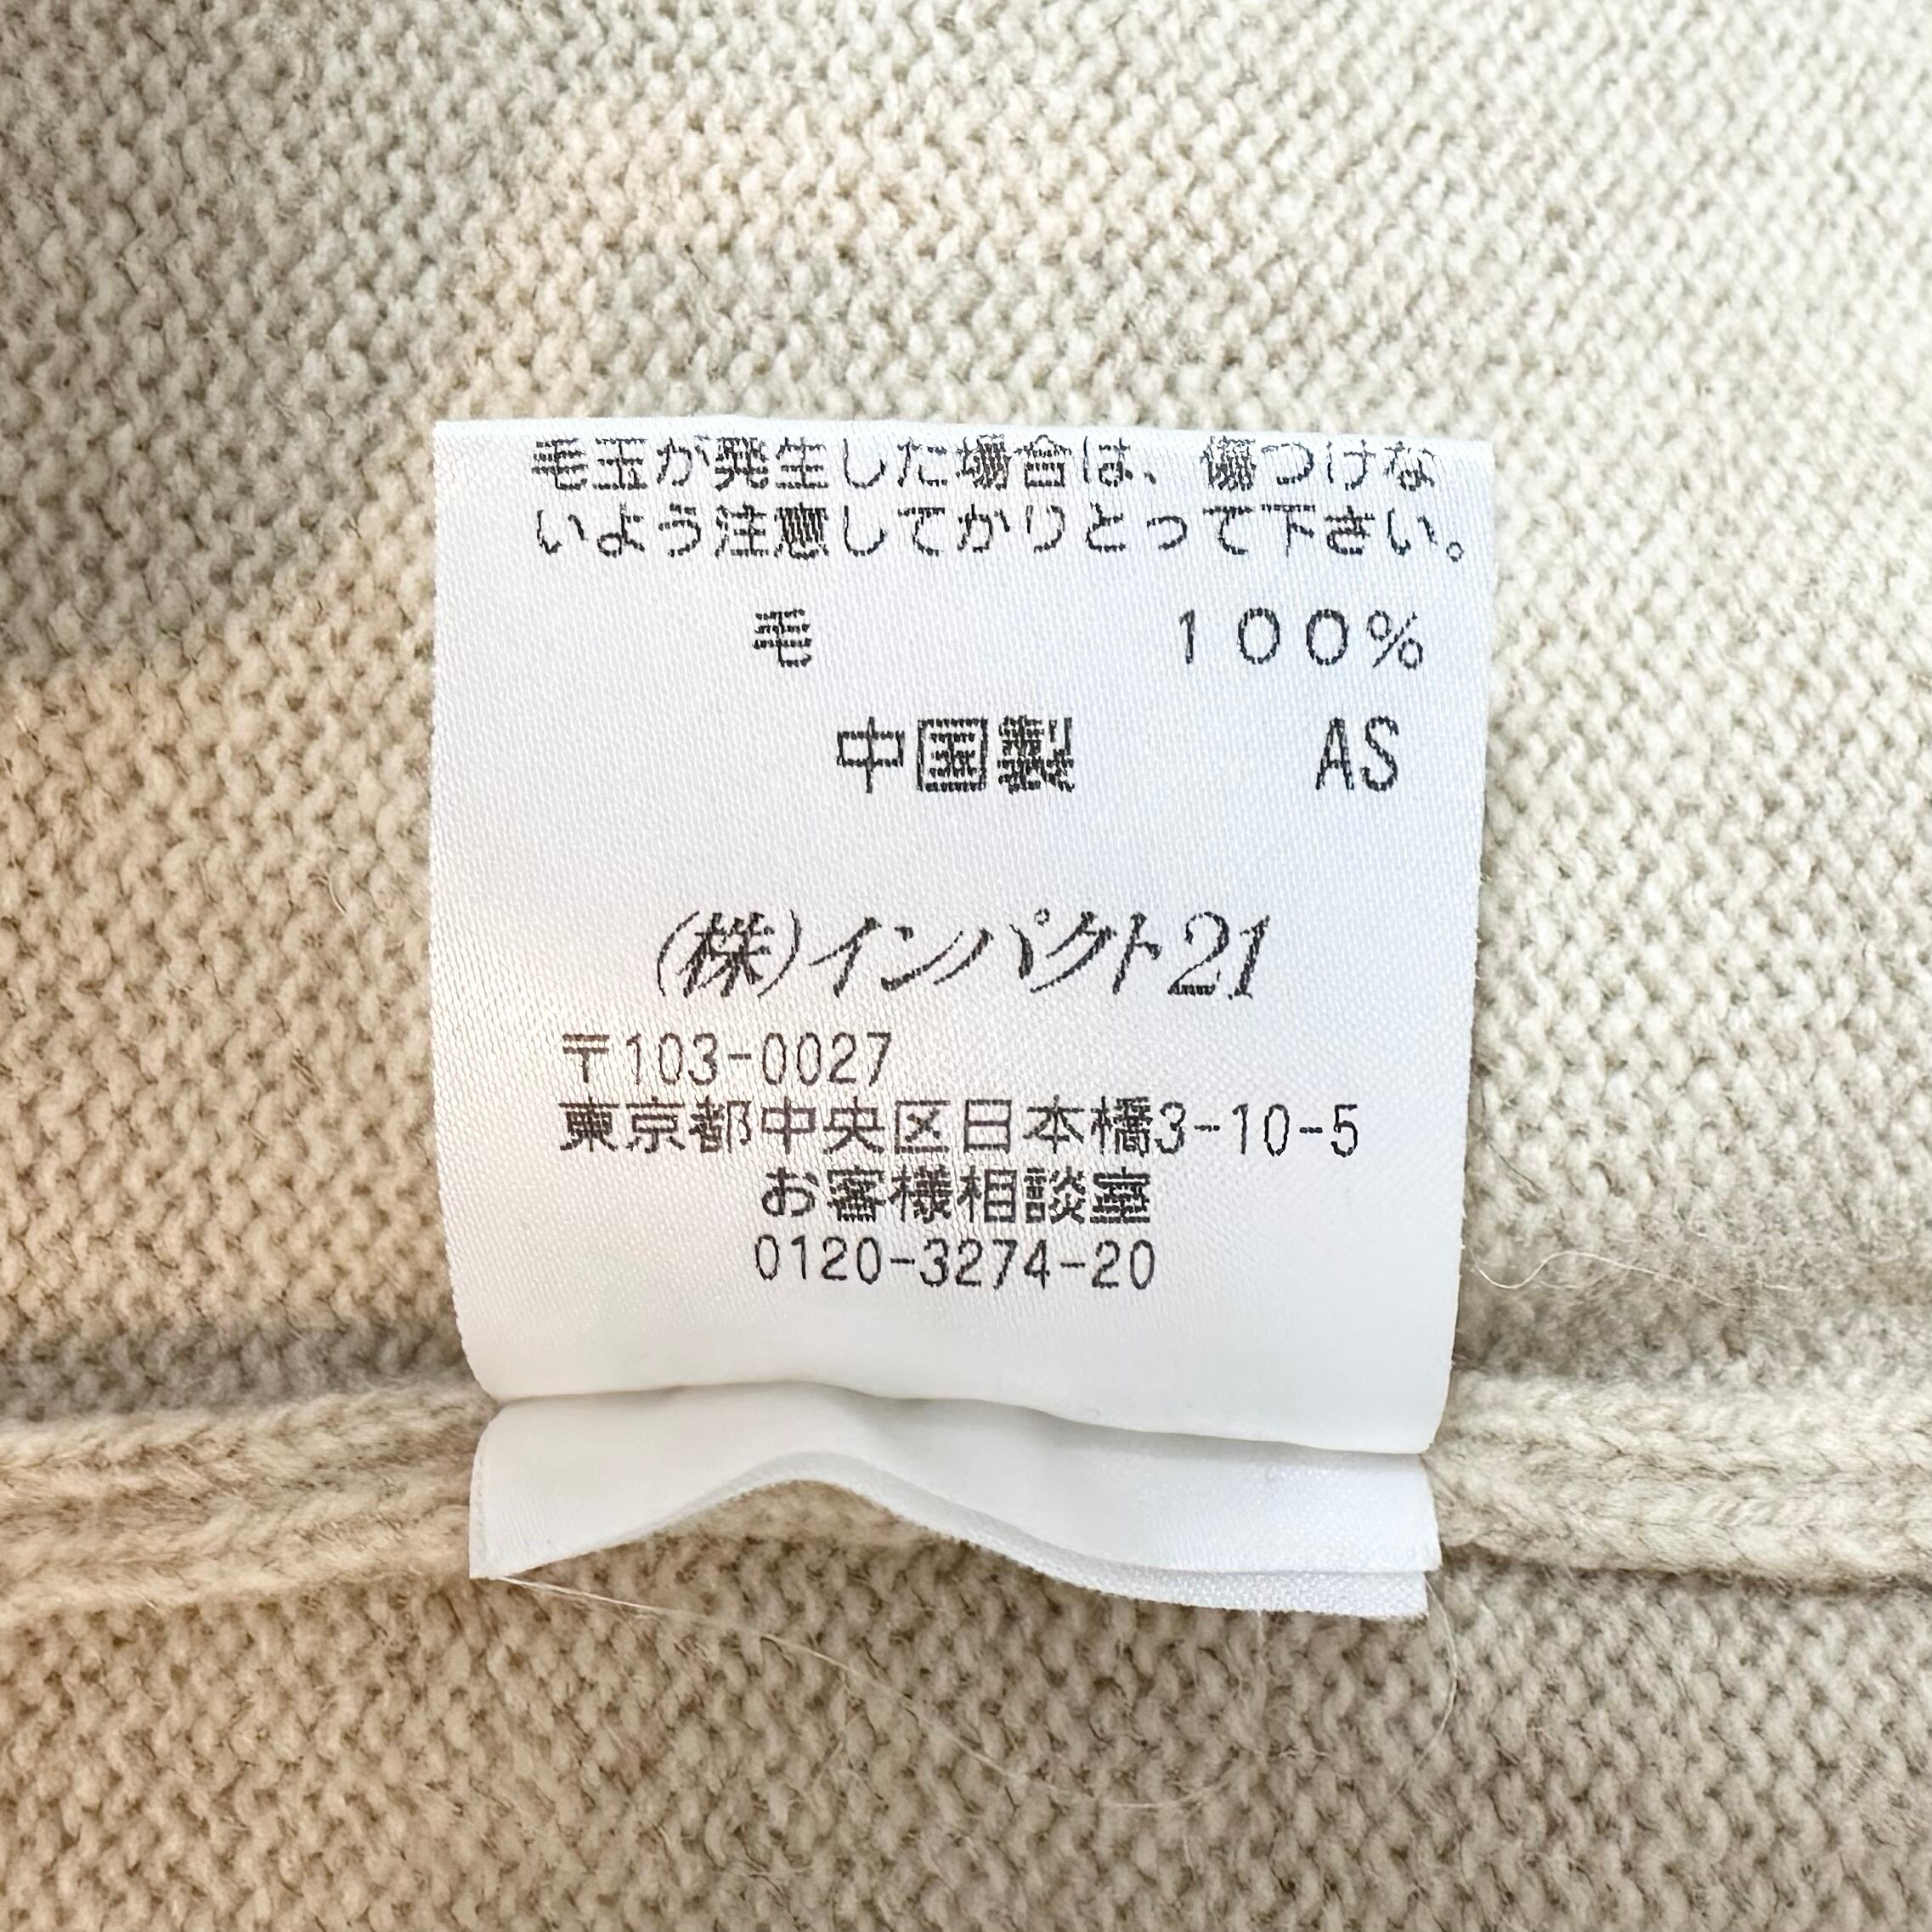 毛玉が発生した場合は、傷つけな
いよう注意してかりとって下さい。
毛 100%
中国製 AS
(株)インパクト21
〒103-0027
東京都中央区日本橋3-10-5
お客様相談室
0120-3274-20